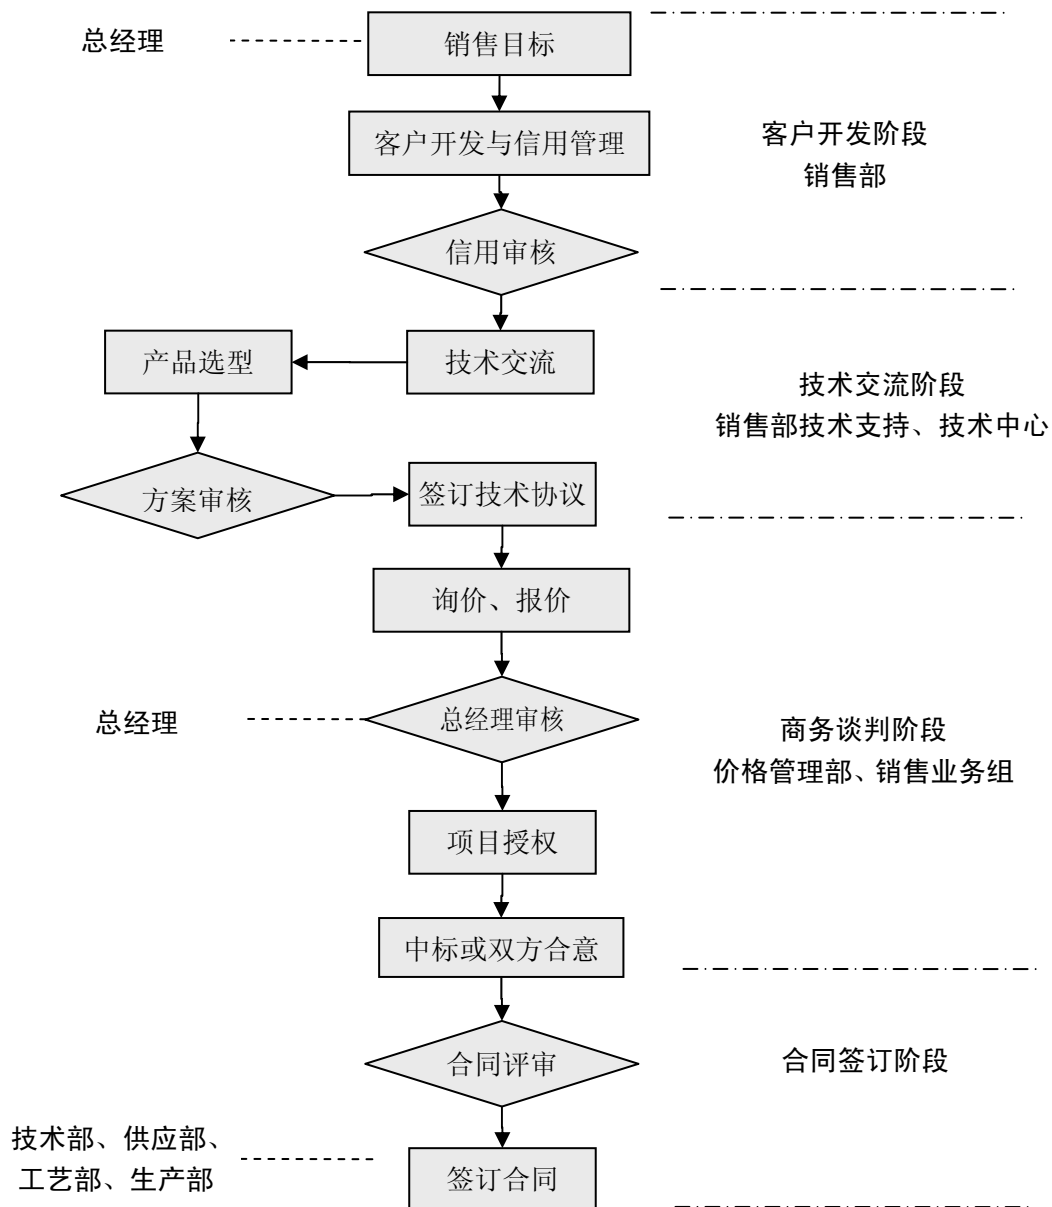 总经理
销售目标
客户开发与信用管理
客户开发阶段
销售部
信用审核
产品选型
技术交流
技术交流阶段
销售部技术支持、技术中心
方案审核
签订技术协议
询价、报价
总经理
总经理审核
商务谈判阶段
价格管理部、销售业务组
项目授权
中标或双方合意
合同评审
合同签订阶段
技术部、供应部、
工艺部、生产部
签订合同